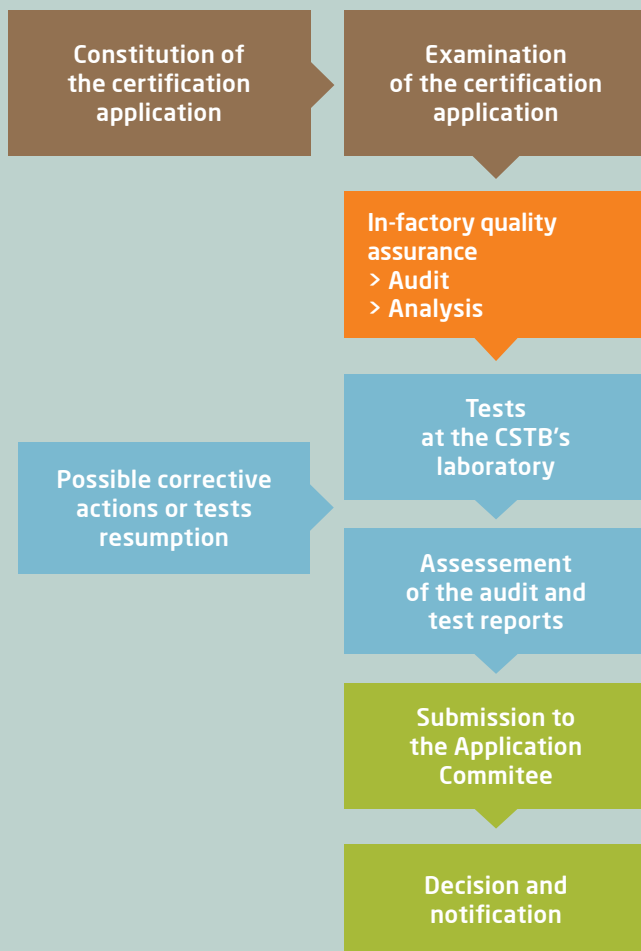 Constitution of
the certification
application
Examination
of the certification
application
In-factory quality
assurance
> Audit
> Analysis
Tests
at the CSTB's
laboratory
Possible corrective
actions or tests
resumption
Assessement
of the audit and
test reports
Submission to
the Application
Commitee
Decision and
notification